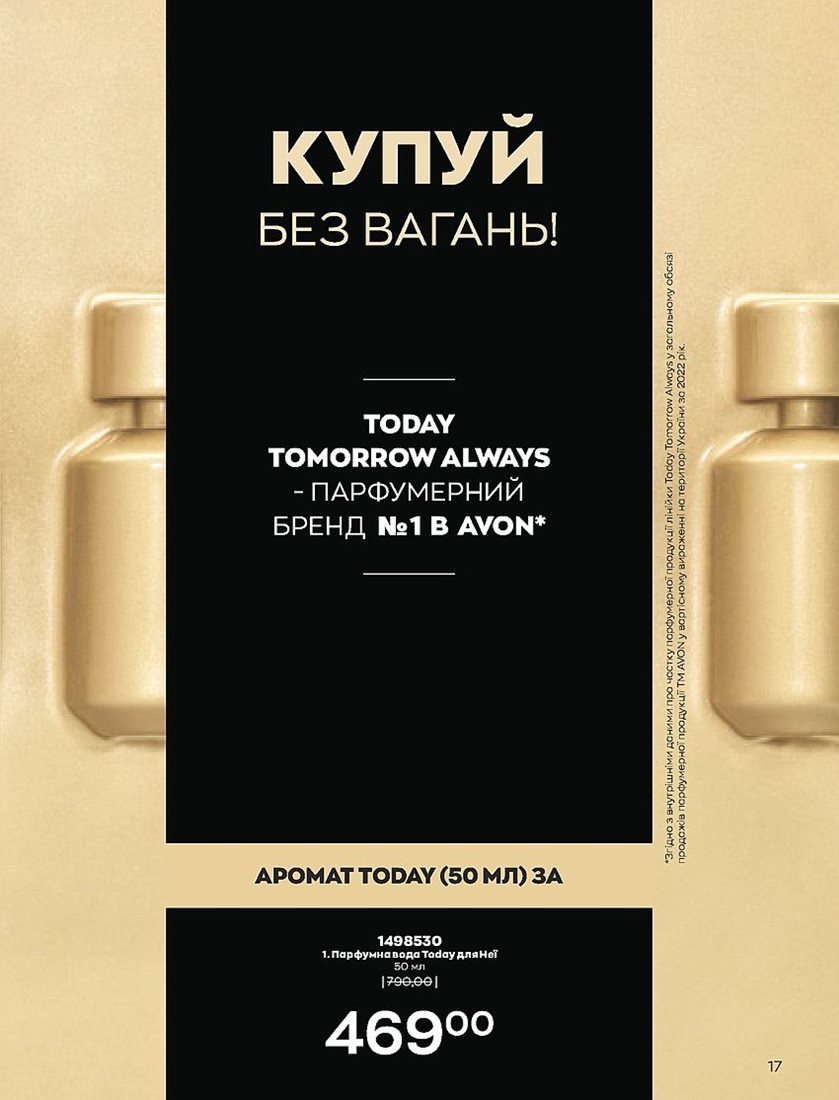 КУПУЙ
БЕЗ ВАГАНЬ!
TODAY
TOMORROW ALWAYS
- ПАРФУМЕРНИЙ
БРЕНД №1 В AVON*
*Згідно з внутрішніми даними про частку парфумерної продукції лінійки Today Tomorrow Always у загальному обсязі
продажів парфумерної продукції ТМ AVON у вартісному вираженні на території України за 2022 рік.
АРОМАТ TODAY (50 МЛ) ЗА
1498530
1. Парфумна вода Today для Неї
50 мл
|790,00|
469⁰⁰
17